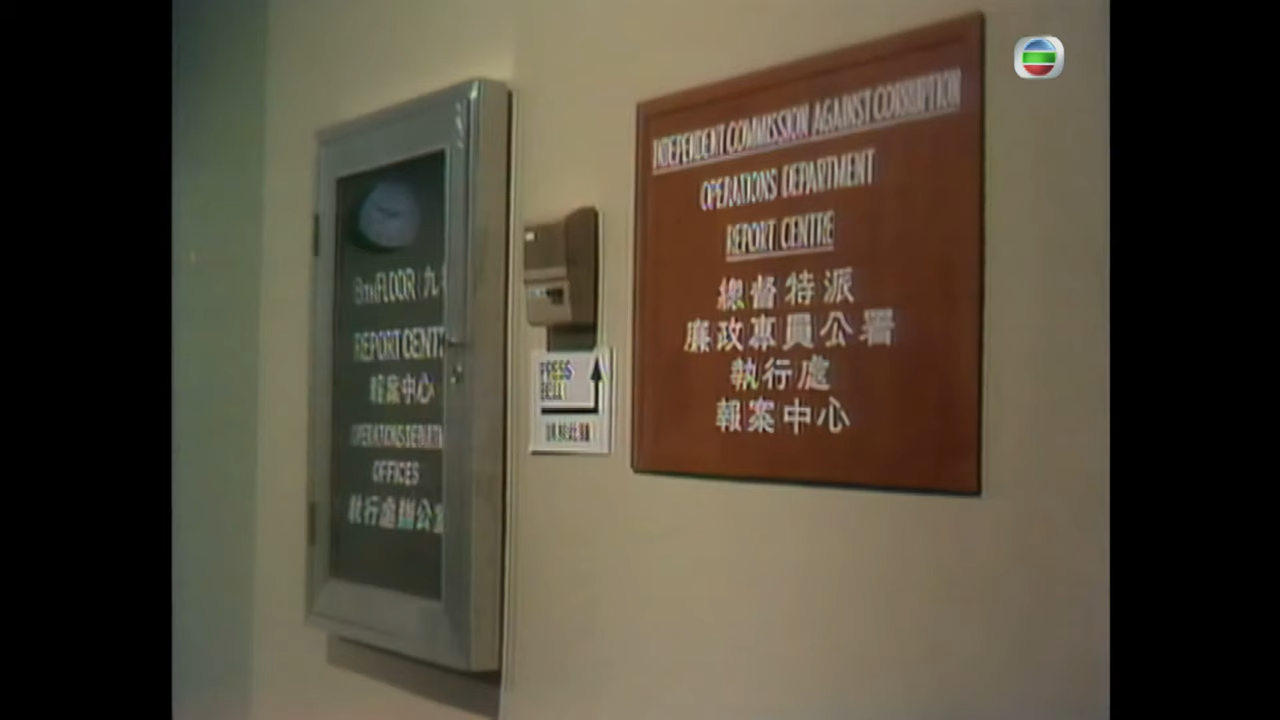 FLOOR
REPORT CENT
報案中心
OFFICES
執行處辦公
PRESS
BELL
INDEPENDENT COMMISSION AGAINST CORRUPTION
OPERATIONS DEPARTMENT
REPORT CENTRE
總督特派
廉政專員公署
執行處
報案中心